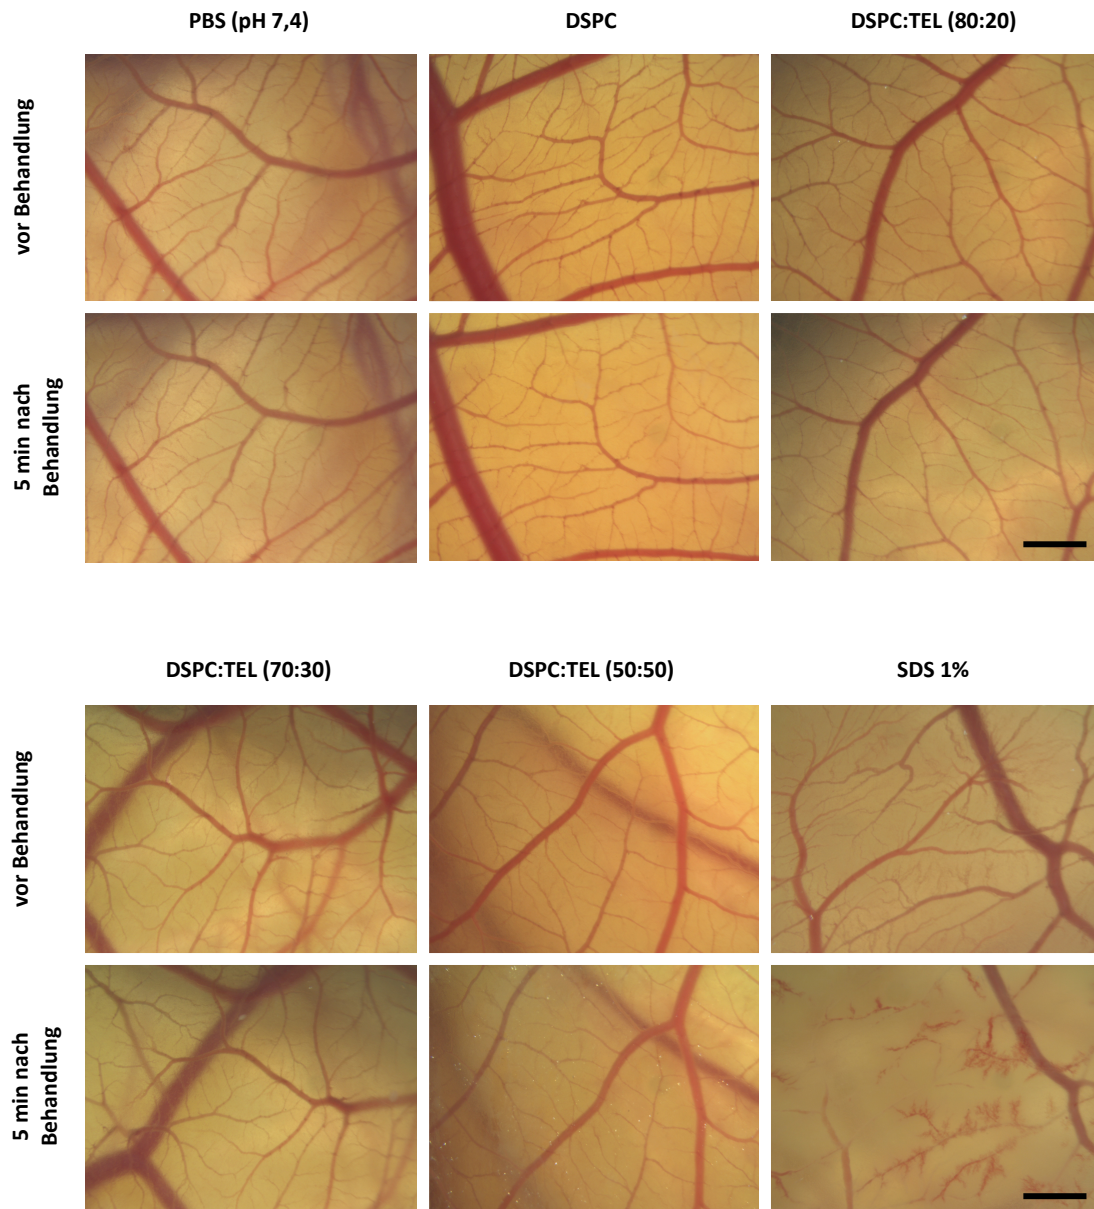 PBS (pH 7,4)
DSPC
DSPC:TEL (80:20)
vor Behandlung
5 min nach
Behandlung
DSPC:TEL (70:30)
DSPC:TEL (50:50)
SDS 1%
vor Behandlung
5 min nach
Behandlung